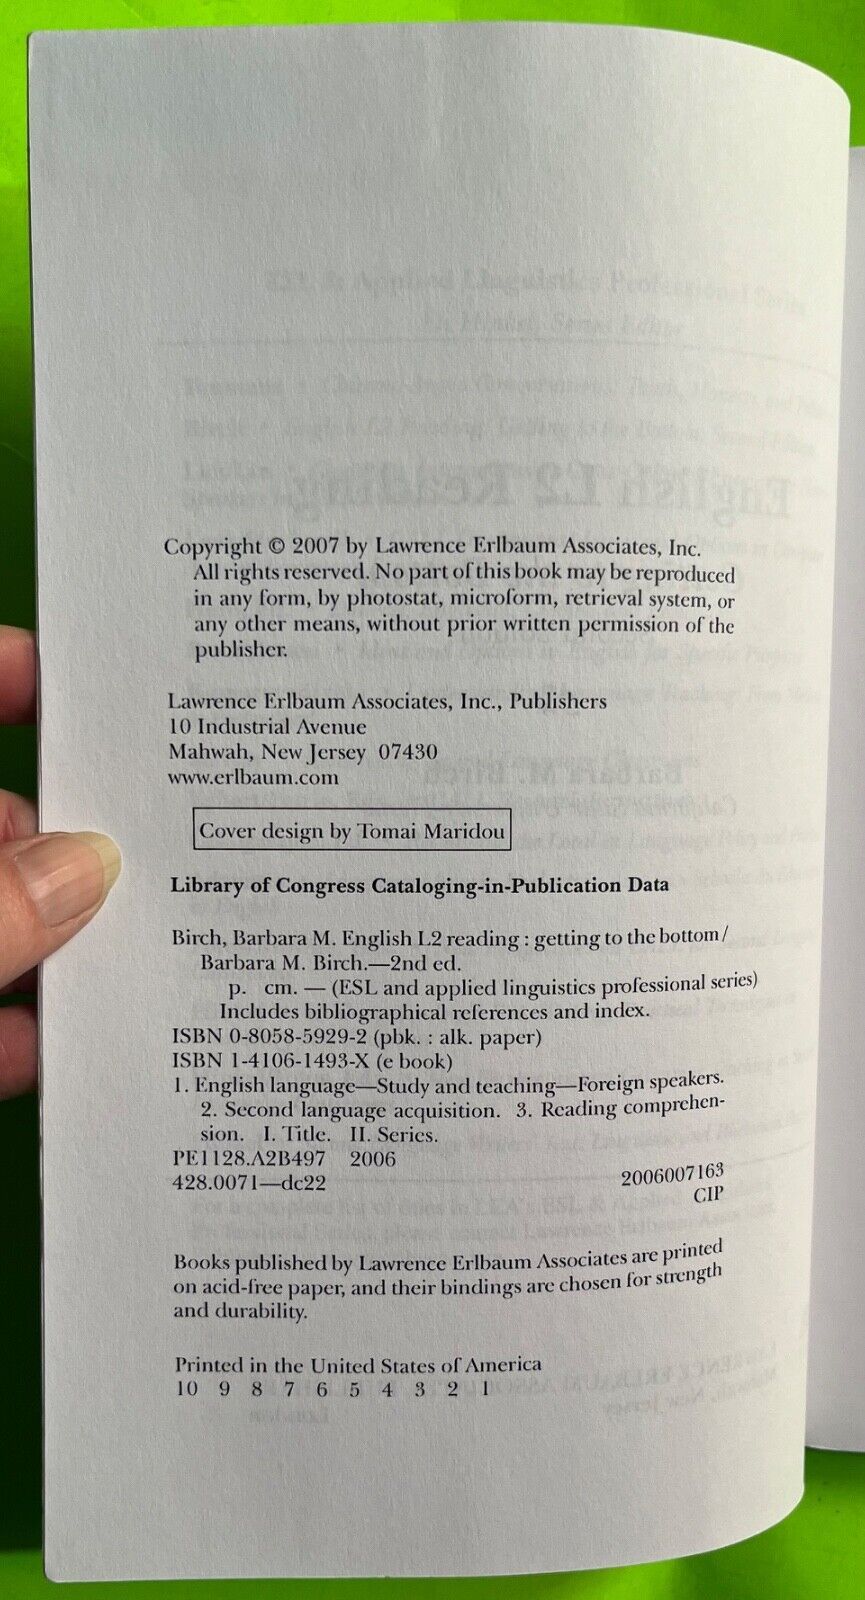 Copyright © 2007 by Lawrence Erlbaum Associates, Inc.
All rights reserved. No part of this book may be reproduced
in any form, by photostat, microform, retrieval system, or
any other means, without prior written permission of the
publisher.
Lawrence Erlbaum Associates, Inc., Publishers
10 Industrial Avenue
Mahwah, New Jersey 07430
www.erlbaum.com
Cover design by Tomai Maridou
Library of Congress Cataloging-in-Publication Data
Birch, Barbara M. English L2 reading : getting to the bottom/
Barbara M. Birch.—2nd ed.
p. cm. — (ESL and applied linguistics professional series)
Includes bibliographical references and index.
ISBN 0-8058-5929-2 (pbk. : alk. paper)
ISBN 1-4106-1493-X (e book)
1. English language—Study and teaching—Foreign speakers.
2. Second language acquisition. 3. Reading comprehen-
sion. I. Title. II. Series.
PE1128.A2B497 2006
428.0071—dc22 2006007163
CIP
Books published by Lawrence Erlbaum Associates are printed
on acid-free paper, and their bindings are chosen for strength
and durability.
Printed in the United States of America
10 9 8 7 6 5 4 3 2 1